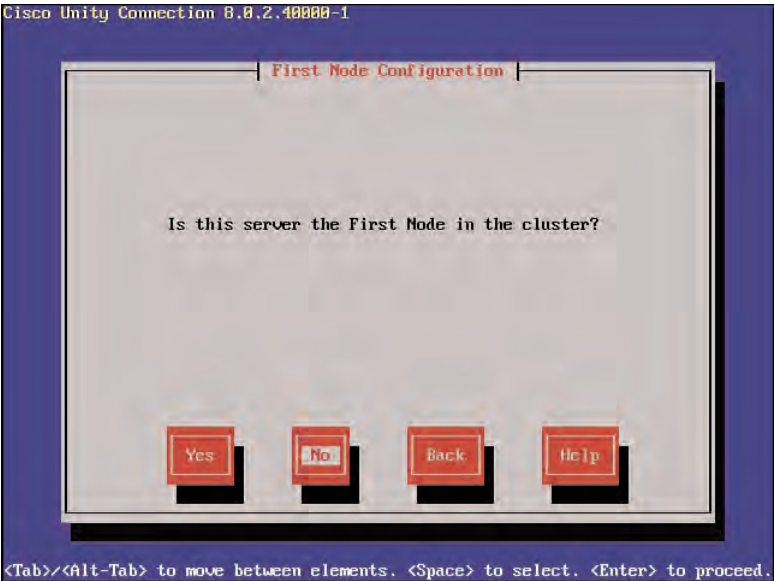 Cisco Unity Connection 8.0.2.40000-1
First Node Configuration
Is this server the First Node in the cluster?
Yes No Back Help
<Tab>/<Alt-Tab> to move between elements. <Space> to select. <Enter> to proceed.